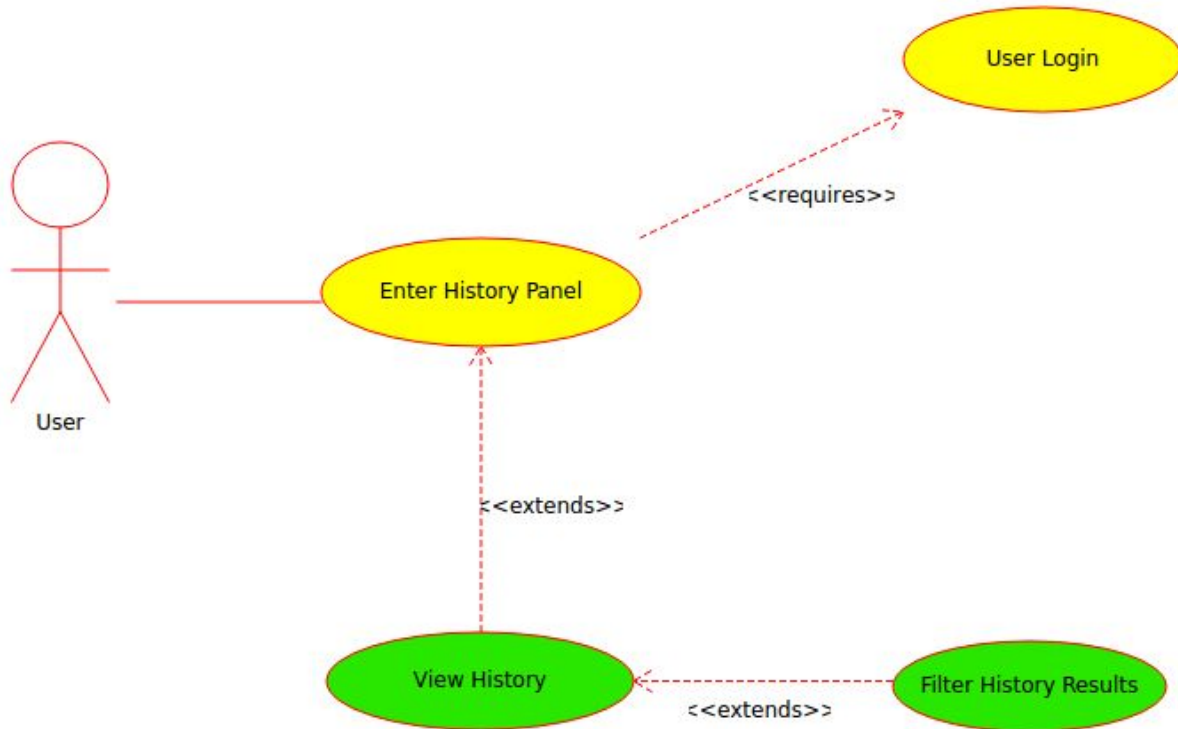 User Login
<<requires>>
Enter History Panel
User
<<extends>>
View History
Filter History Results
<<extends>>